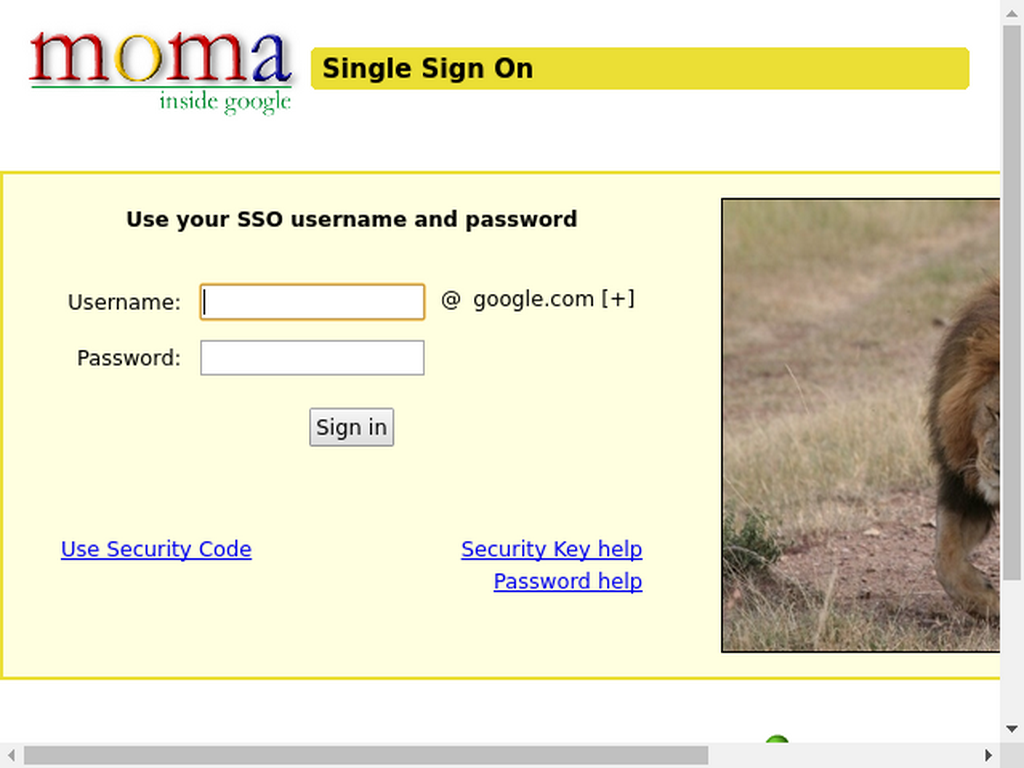 moma
inside google
Single Sign On
Use your SSO username and password
Username: @ google.com [+]
Password:
Sign in
Use Security Code
Security Key help
Password help